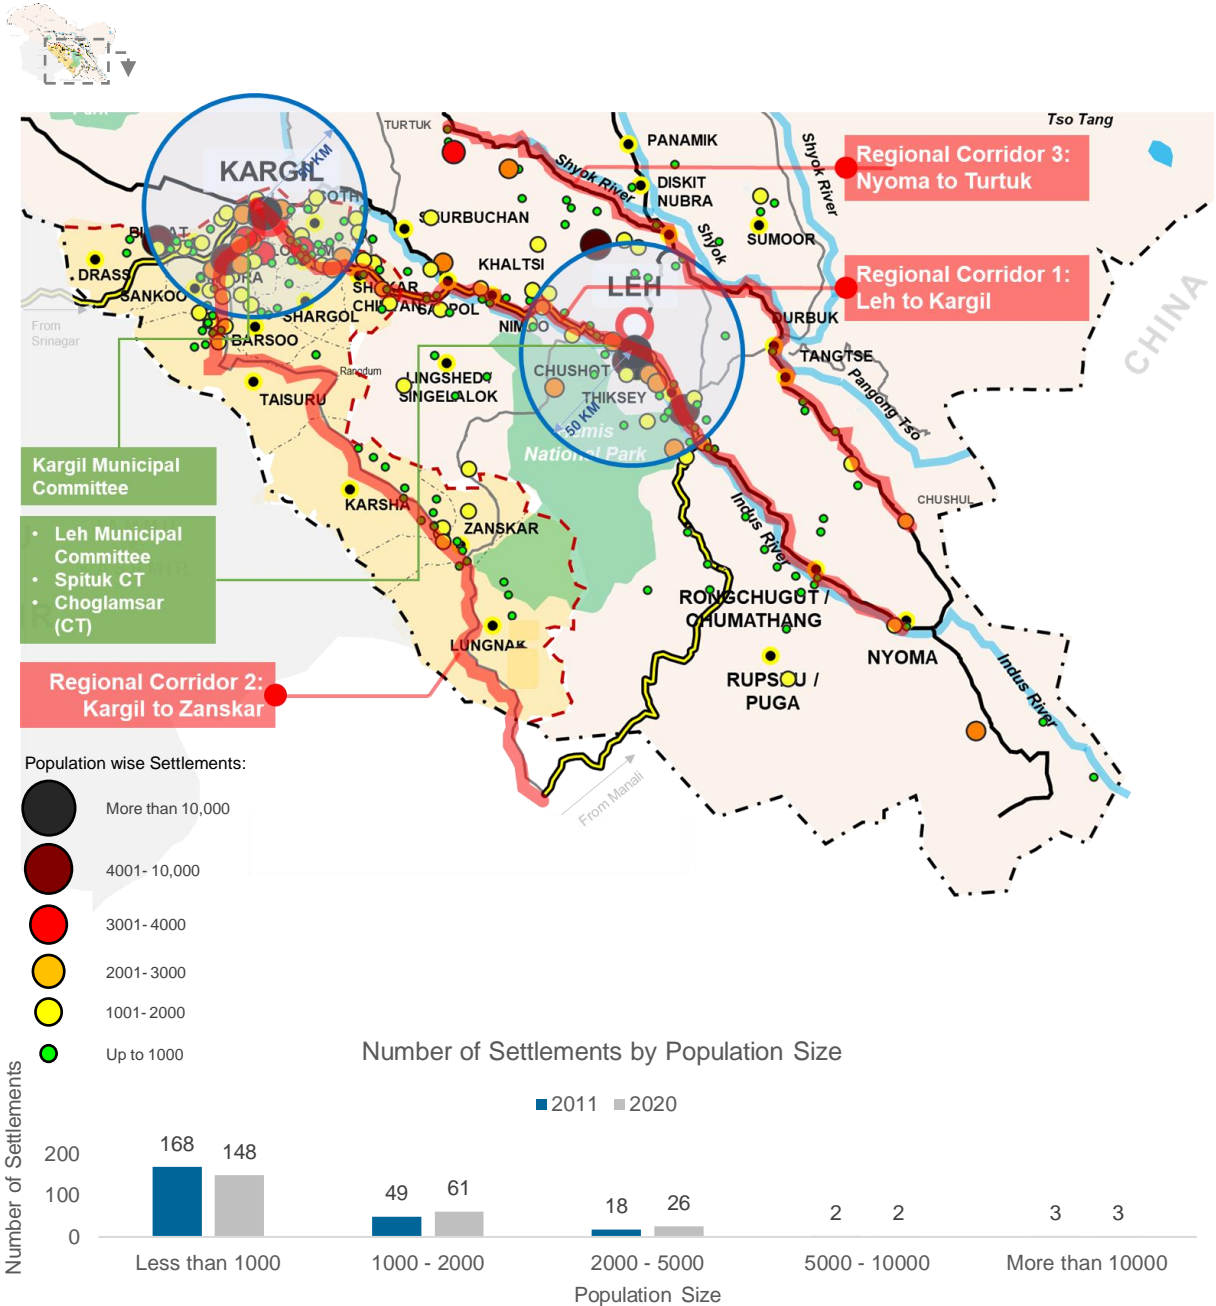 TURTUK
PANAMIK
Tso Tang
KARGIL
50 KM
Shyok River
Shyok River
DISKIT
NUBRA
Regional Corridor 3:
Nyoma to Turtuk
Shyok
SUMOOR
KHALTSI
LEH
Regional Corridor 1:
Leh to Kargil
DRASS
SANKOO
SHARGOL
NIMOO
DURBUK
TANGTSE
CHINA
From
Srinagar
BARSOO
Rangdum
CHUSHOT
THIKSEY
LINGSHED/
SINGELALOK
TAISURU
Pangong Tso
50 KM
Hemis
National Park
Kargil Municipal
Committee
KARSHA
ZANSKAR
Indus River
CHUSHUL
• Leh Municipal
Committee
• Spituk CT
• Choglamsar
(CT)
RONGCHUGUT /
CHUMATHANG
LUNGNAK
NYOMA
Indus River
RUPSHU /
PUGA
Regional Corridor 2:
Kargil to Zanskar
From Manali
Population wise Settlements:
More than 10,000
4001- 10,000
3001- 4000
2001- 3000
1001- 2000
Up to 1000
Number of Settlements by Population Size
2011 2020
Number of Settlements
200
100
0
168 148
49 61
18 26
2 2
3 3
Less than 1000
1000 - 2000
2000 - 5000
5000 - 10000
More than 10000
Population Size